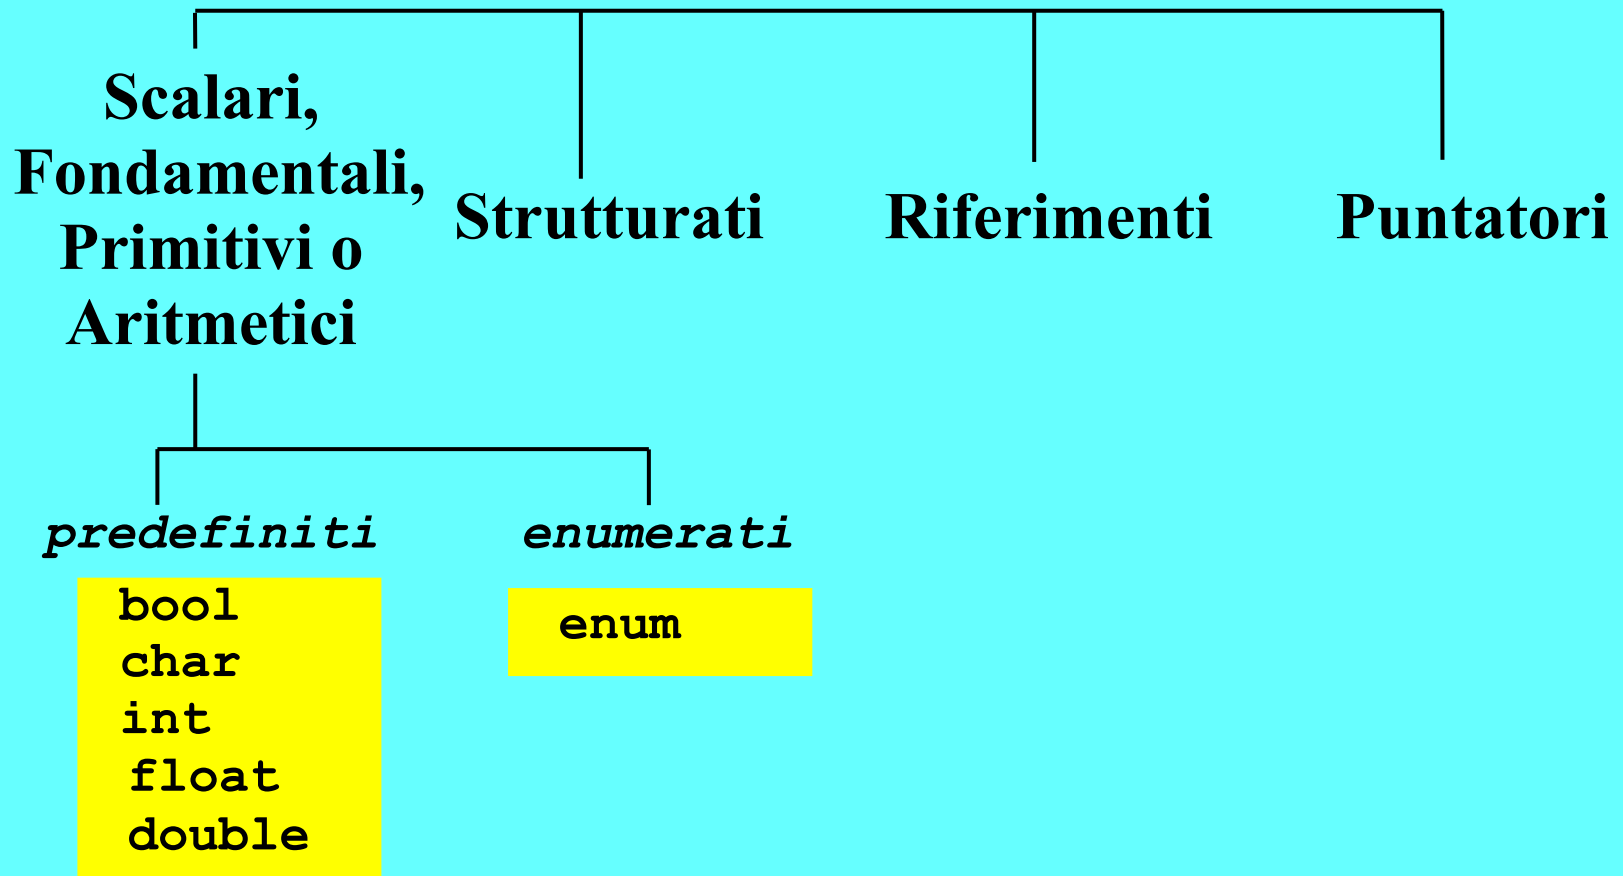 Scalari,
Fondamentali,
Primitivi o
Aritmetici
Strutturati
Riferimenti
Puntatori
predefiniti
bool
char
int
float
double
enumerati
enum